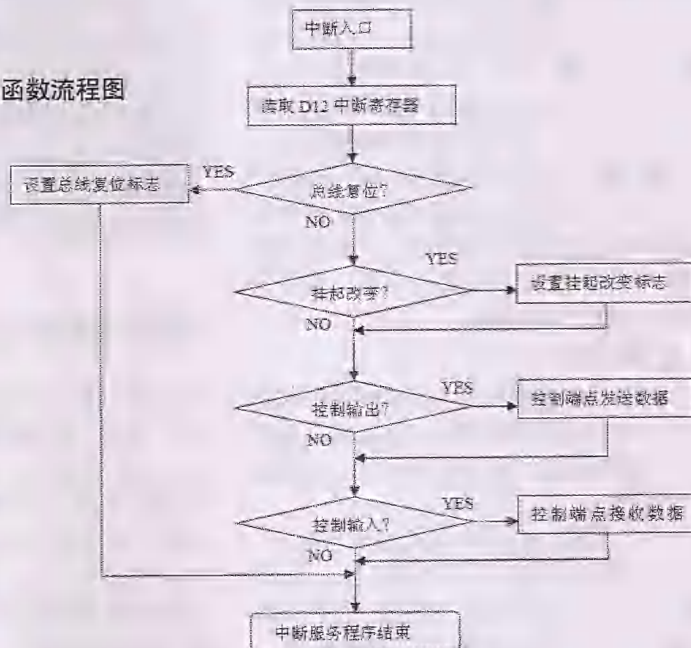 中断入口
函数流程图
读取 D12 中断寄存器
设置总线复位标志
YES
总线复位?
NO
YES
挂起改变?
设置挂起改变标志
NO
YES
控制输出?
控制端点发送数据
NO
YES
控制输入?
控制端点接收数据
NO
中断服务程序结束